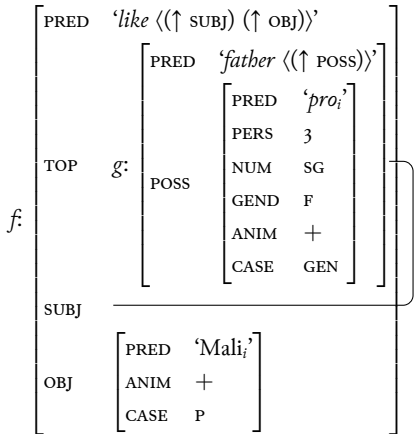 PRED ‘like ⟨(↑ SUBJ) (↑ OBJ)⟩’
PRED ‘father ⟨(↑ POSS)⟩’
PRED ‘proᵢ’
PERS 3
TOP g: POSS NUM SG
GEND F
f: ANIM +
CASE GEN
SUBJ
PRED ‘Maliᵢ’
OBJ ANIM +
CASE P